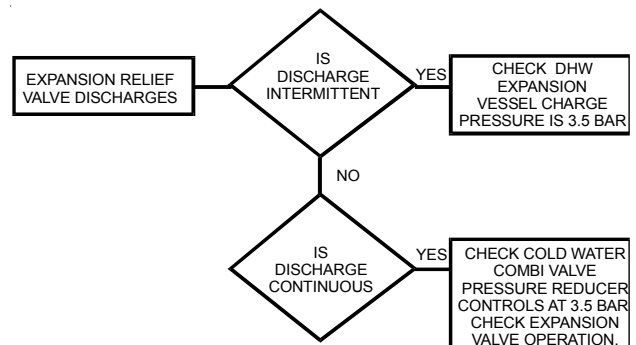 EXPANSION RELIEF
VALVE DISCHARGES
IS
DISCHARGE
INTERMITTENT
YES
CHECK DHW
EXPANSION
VESSEL CHARGE
PRESSURE IS 3.5 BAR
NO
IS
DISCHARGE
CONTINUOUS
YES
CHECK COLD WATER
COMBI VALVE
PRESSURE REDUCER
CONTROLS AT 3.5 BAR
CHECK EXPANSION
VALVE OPERATION.